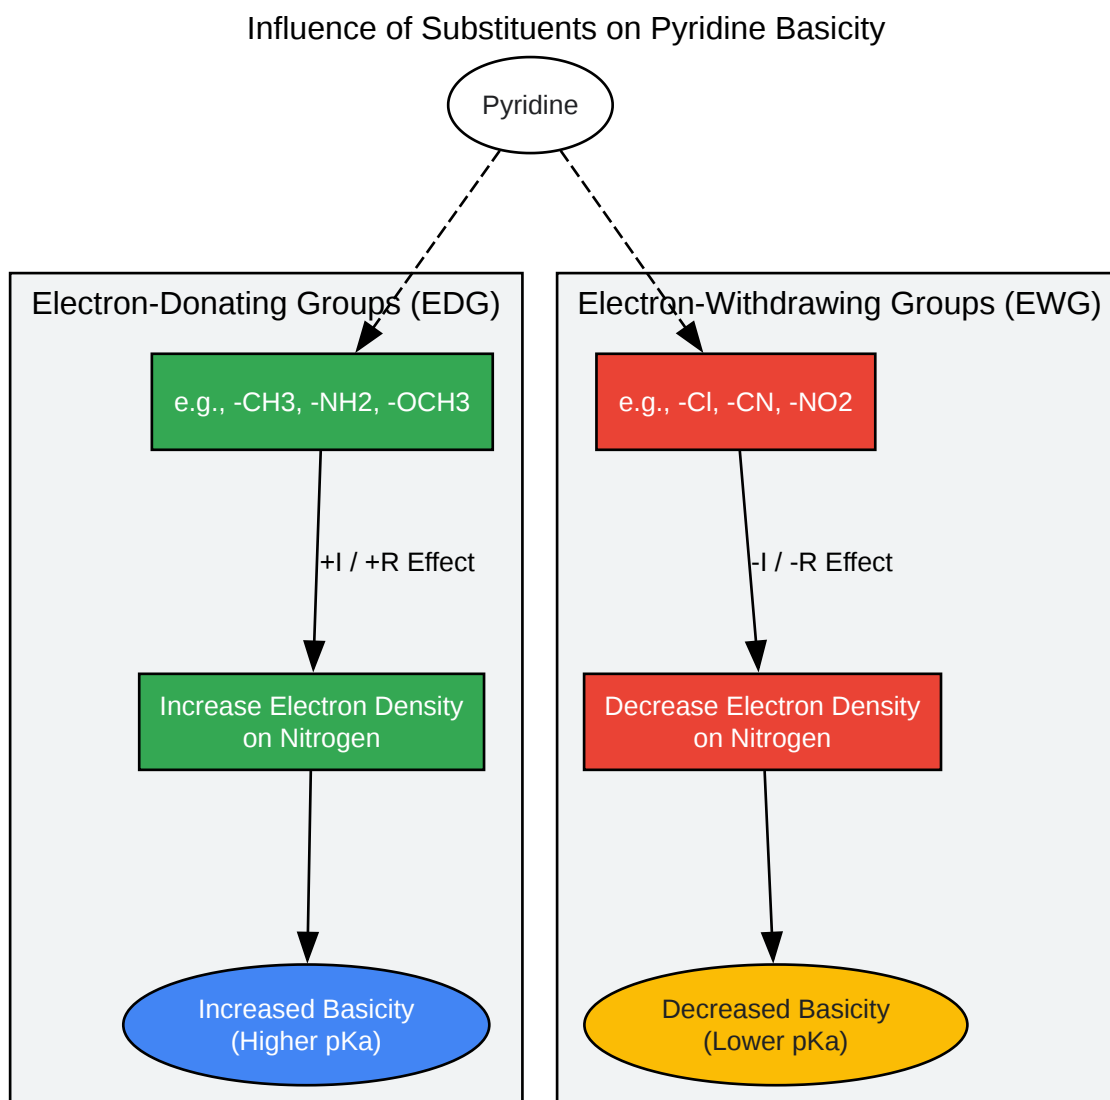 Influence of Substituents on Pyridine Basicity
Pyridine
Electron-Donating Groups (EDG)
e.g., -CH3, -NH2, -OCH3
+I / +R Effect
Increase Electron Density
on Nitrogen
Increased Basicity
(Higher pKa)
Electron-Withdrawing Groups (EWG)
e.g., -Cl, -CN, -NO2
-I / -R Effect
Decrease Electron Density
on Nitrogen
Decreased Basicity
(Lower pKa)